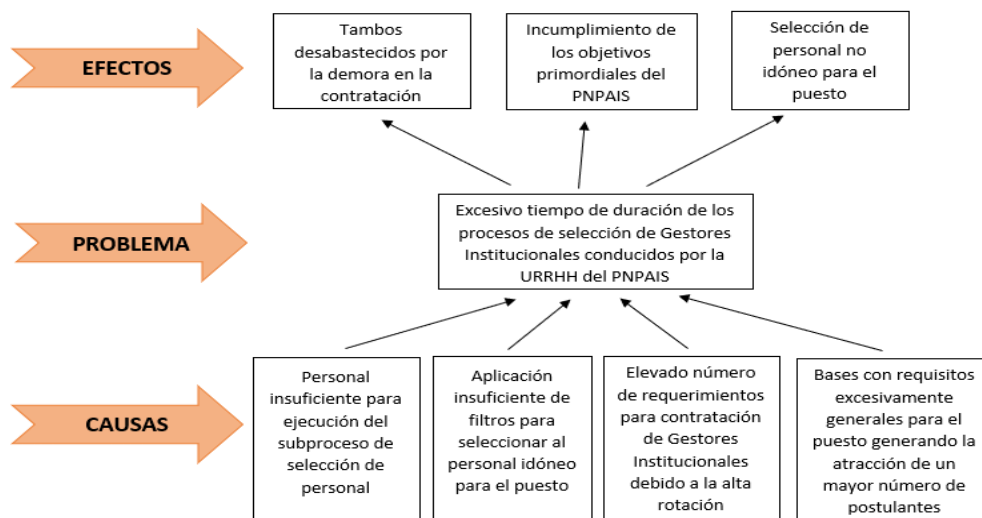 EFECTOS
Tambos
desabastecidos por
la demora en la
contratación
Incumplimiento de
los objetivos
primordiales del
PNPAIS
Selección de
personal no
idóneo para el
puesto
PROBLEMA
Excesivo tiempo de duración de los
procesos de selección de Gestores
Institucionales conducidos por la
URRHH del PNPAIS
CAUSAS
Personal
insuficiente para
ejecución del
subproceso de
selección de
personal
Aplicación
insuficiente de
filtros para
seleccionar al
personal idóneo
para el puesto
Elevado número
de requerimientos
para contratación
de Gestores
Institucionales
debido a la alta
rotación
Bases con requisitos
excesivamente
generales para el
puesto generando la
atracción de un
mayor número de
postulantes